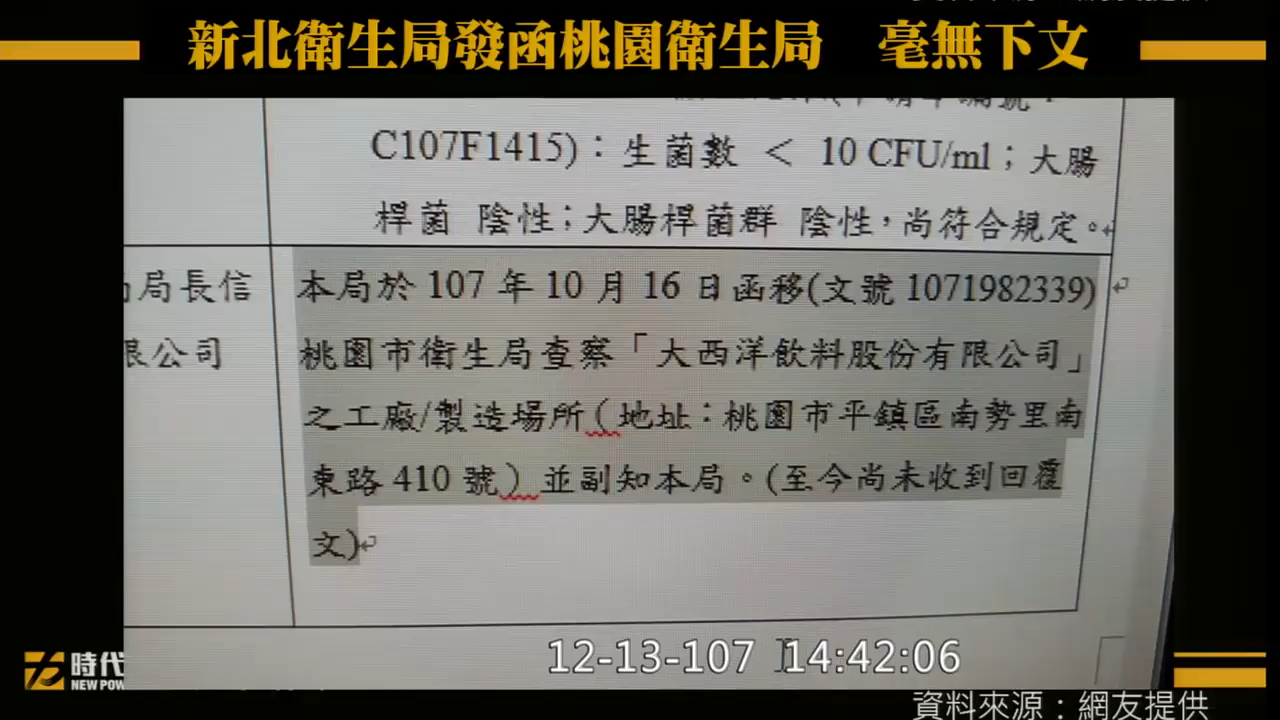 新北衛生局發函桃園衛生局 毫無下文
C107F1415)：生菌數 < 10 CFU/ml；大腸
桿菌 陰性；大腸桿菌群 陰性，尚符合規定。
局長信
本局於 107 年 10 月 16 日函移(文號 1071982339)
限公司
桃園市衛生局查察「大西洋飲料股份有限公司」
之工廠/製造場所（地址：桃園市平鎮區南勢里南
東路 410 號）並副知本局。(至今尚未收到回覆
文)
12-13-107 14:42:06
時代
NEW POW
資料來源：網友提供